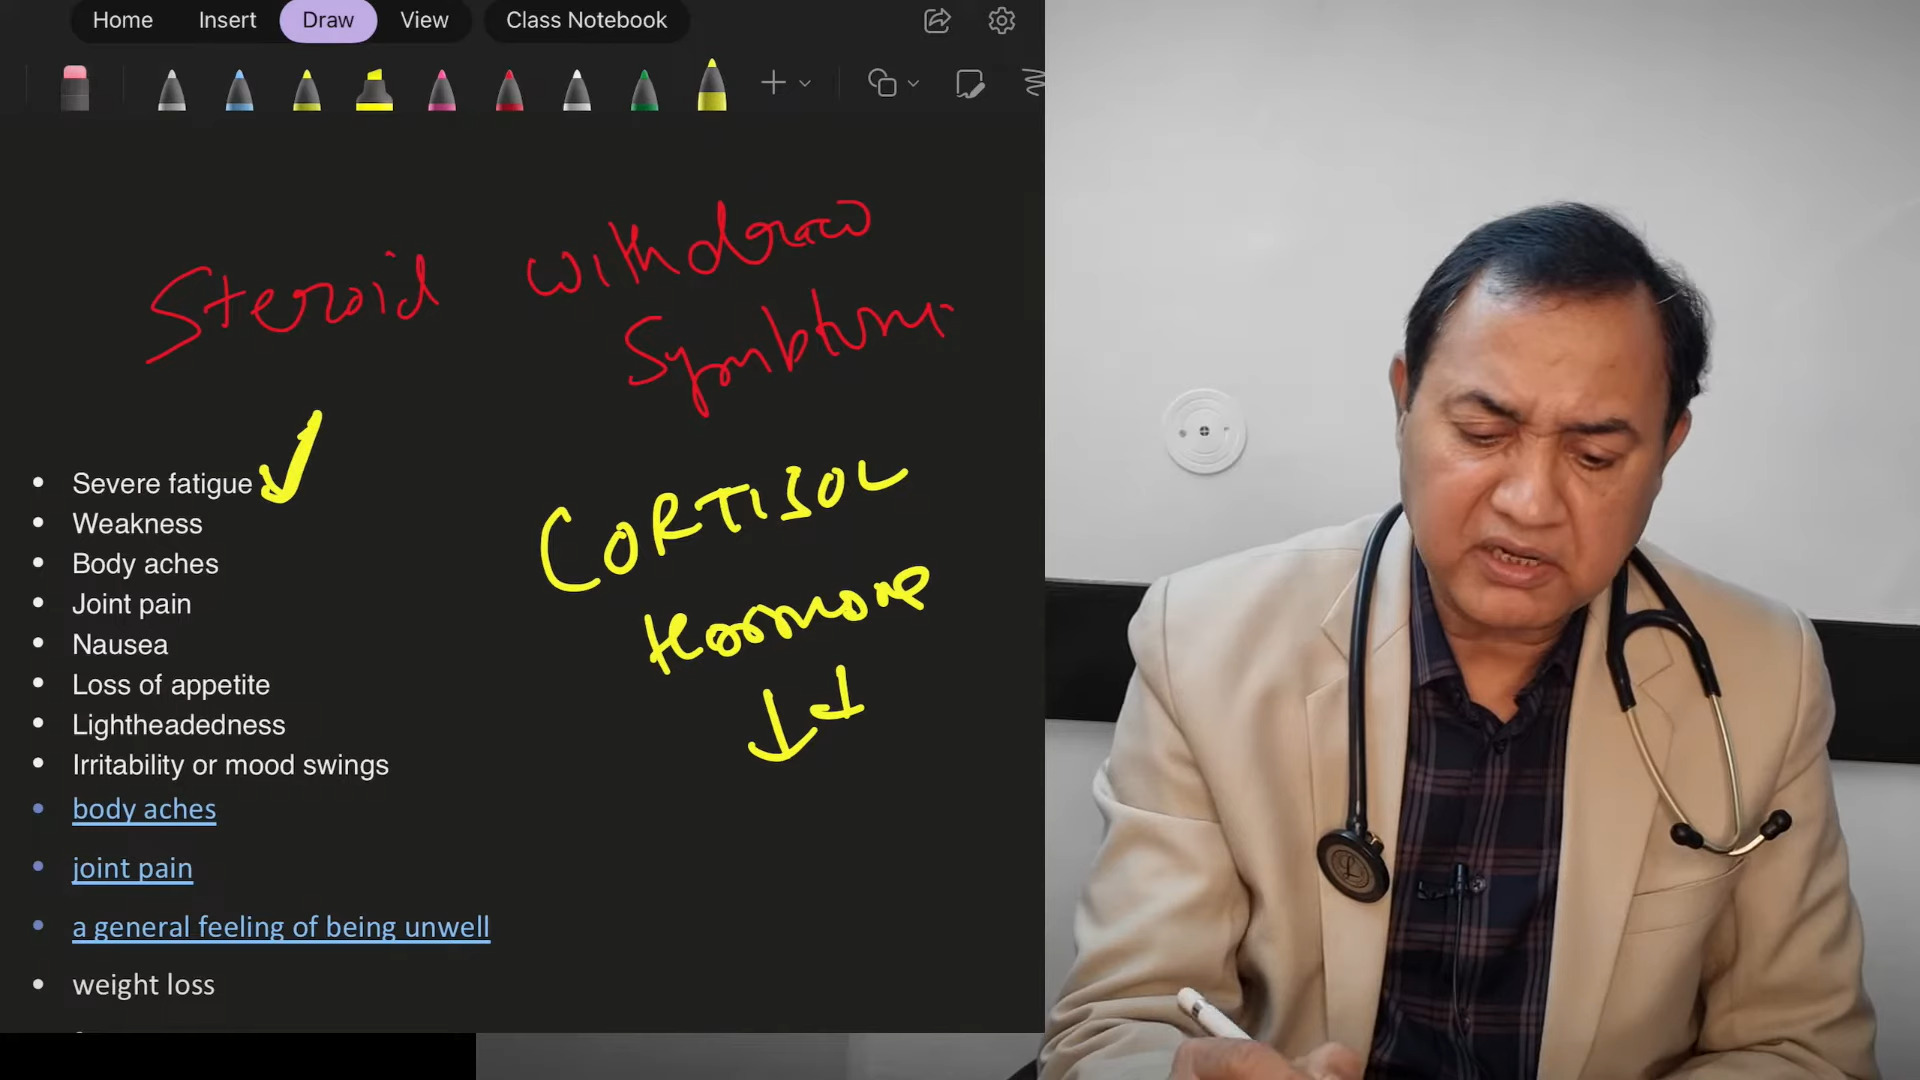 Home Insert Draw View Class Notebook
Steroid withdraw
Symptoms
CORTISOL
Hormone
• Severe fatigue
• Weakness
• Body aches
• Joint pain
• Nausea
• Loss of appetite
• Lightheadedness
• Irritability or mood swings
• body aches
• joint pain
• a general feeling of being unwell
• weight loss